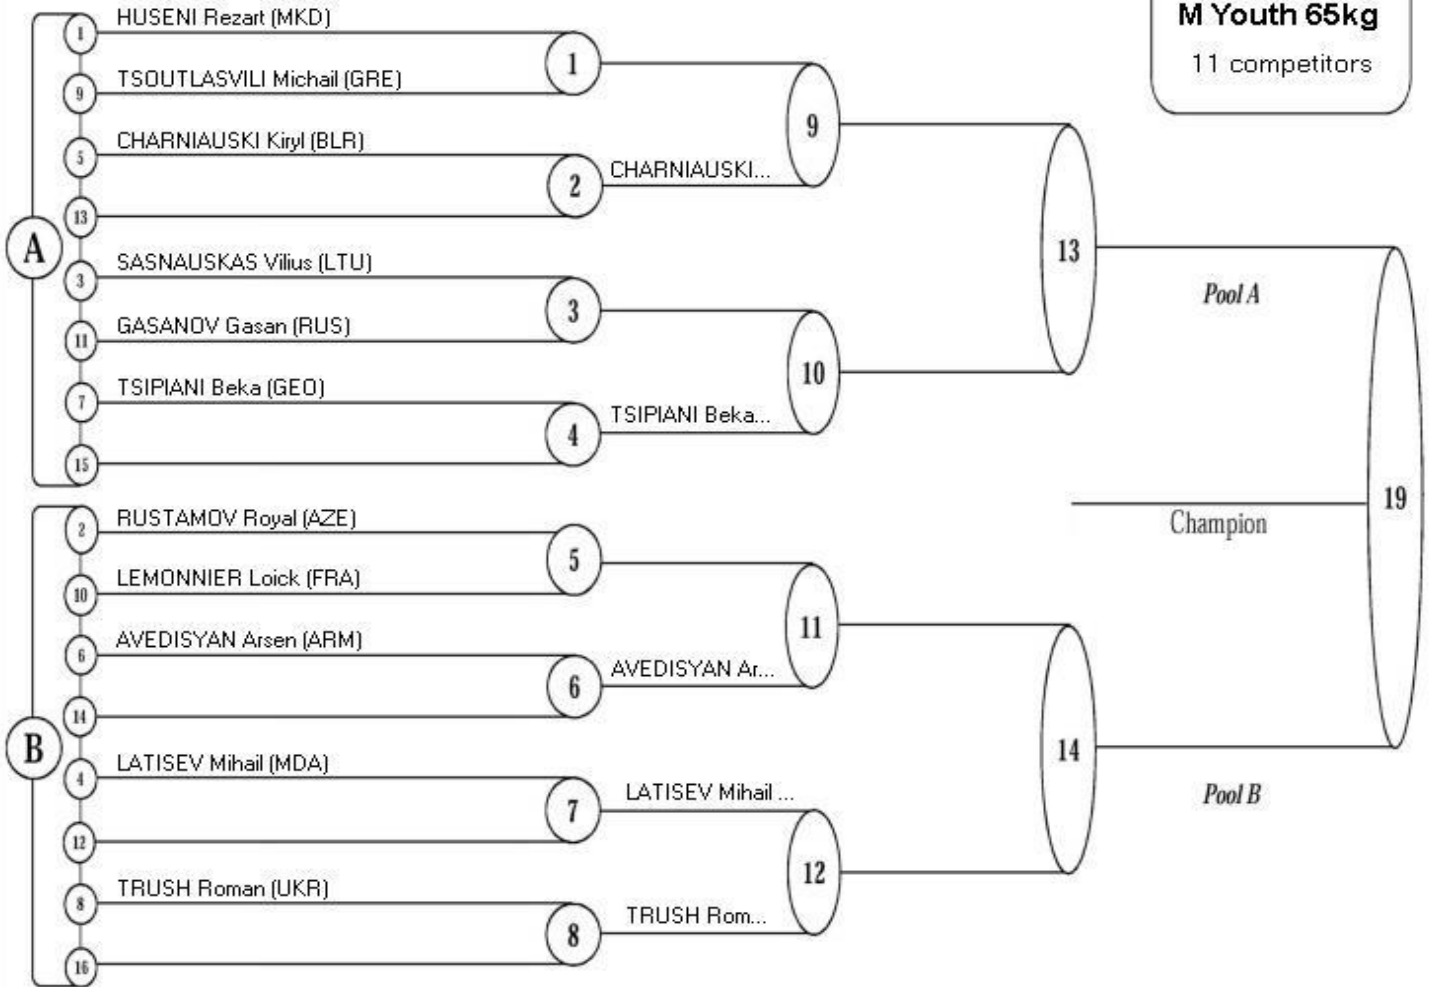 M Youth 65kg
11 competitors
A
1
HUSENI Rezart (MKD)
9
TSOUTLASVILI Michail (GRE)
1
5
CHARNIAUSKI Kiryl (BLR)
13
2
CHARNIAUSKI...
9
3
SASNAUSKAS Vilius (LTU)
11
GASANOV Gasan (RUS)
3
7
TSIPIANI Beka (GEO)
15
4
TSIPIANI Beka...
10
13
Pool A
B
2
RUSTAMOV Royal (AZE)
10
LEMONNIER Loick (FRA)
5
6
AVEDISYAN Arsen (ARM)
14
6
AVEDISYAN Ar...
11
4
LATISEV Mihail (MDA)
12
7
LATISEV Mihail ...
8
TRUSH Roman (UKR)
16
8
TRUSH Rom...
12
14
Pool B
Champion
19